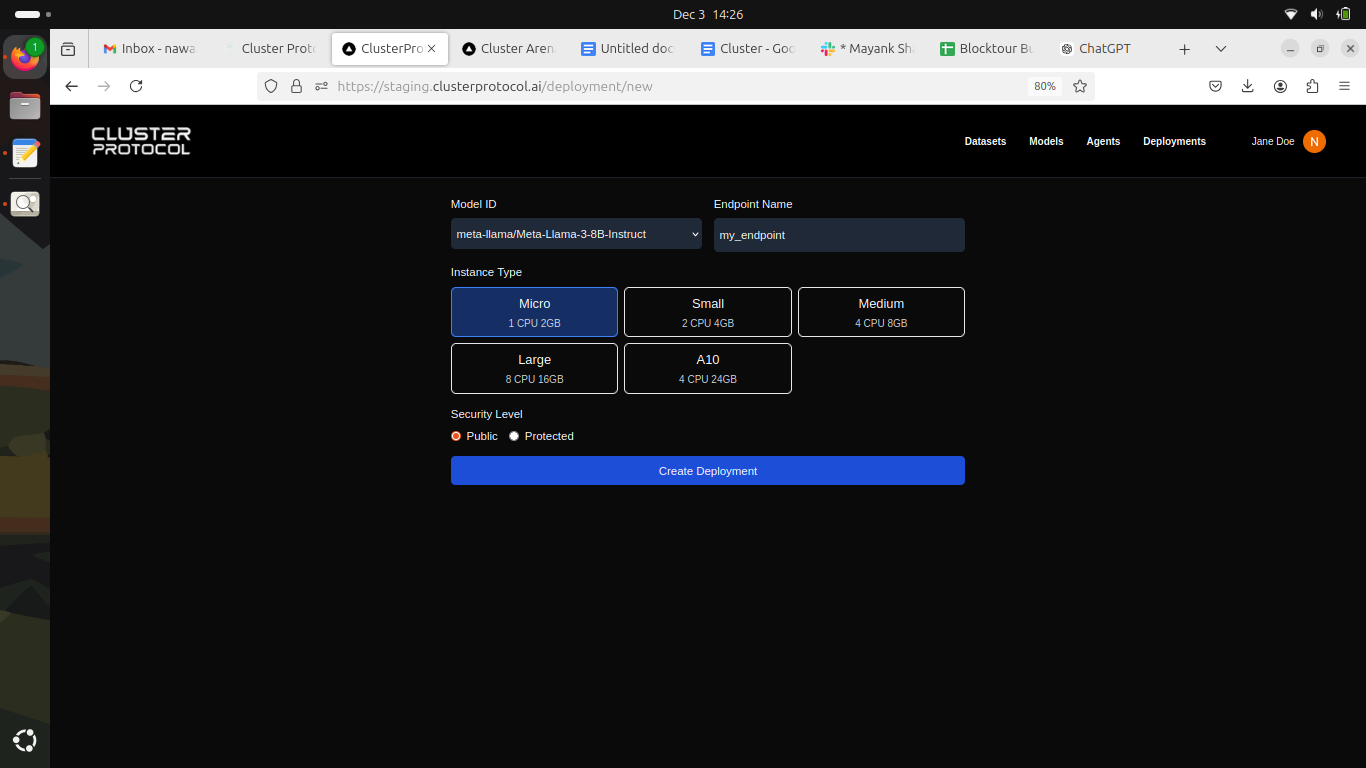 Dec 3 14:26
1
Inbox - nawa
Cluster Proto
ClusterPro
Cluster Aren
Untitled doc
Cluster - Goo
* Mayank Sha
Blocktour Bu
ChatGPT
https://staging.clusterprotocol.ai/deployment/new
80%
CLUSTER
PROTOCOL
Datasets Models Agents Deployments Jane Doe N
Model ID Endpoint Name
meta-llama/Meta-Llama-3-8B-Instruct my_endpoint
Instance Type
Micro Small Medium
1 CPU 2GB 2 CPU 4GB 4 CPU 8GB
Large A10
8 CPU 16GB 4 CPU 24GB
Security Level
Public Protected
Create Deployment